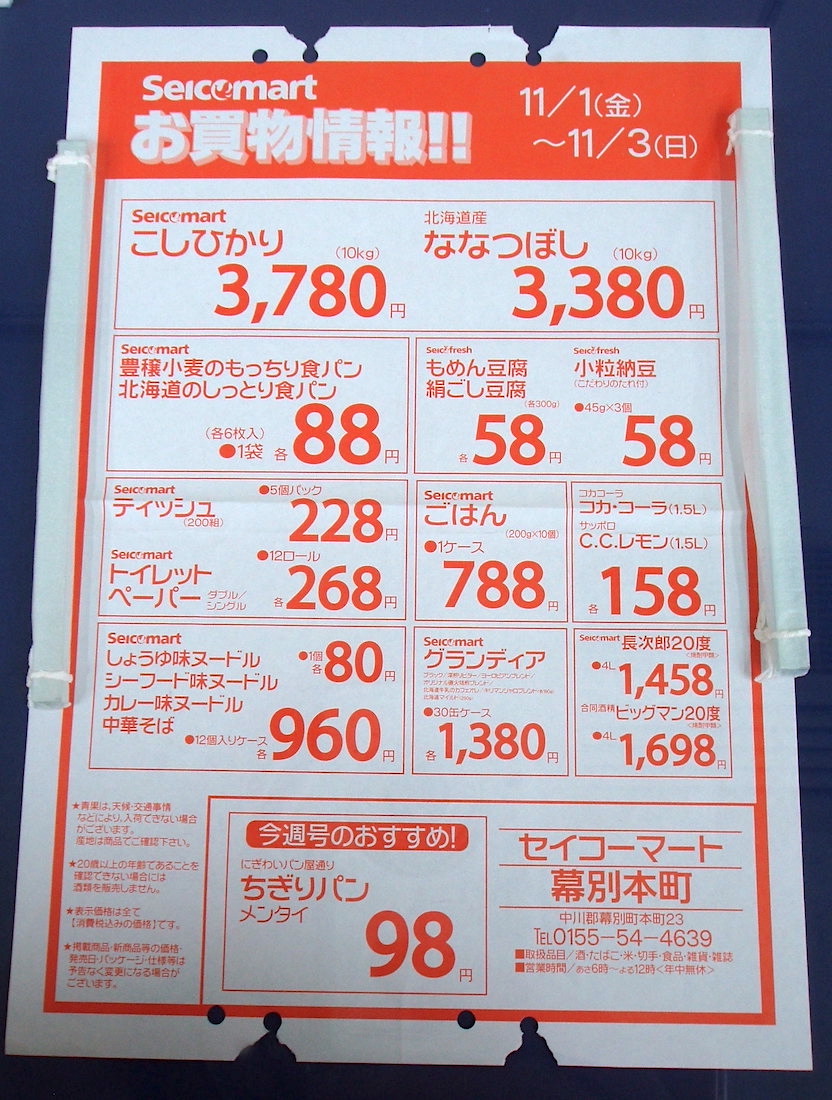 Seicomart
お買物情報!!
11/1(金)
～11/3(日)
Seicomart
こしひかり
(10kg)
3,780円
北海道産
ななつぼし
(10kg)
3,380円
Seicomart
豊穣小麦のもっちり食パン
北海道のしっとり食パン
(各6枚入)
●1袋 各88円
Seicofresh
もめん豆腐
絹ごし豆腐
(各300g)
各58円
Seicofresh
小粒納豆
(こだわりのたれ付)
●45g×3個
58円
Seicomart
ティッシュ
(200組)
●5個パック
228円
Seicomart
トイレット
ペーパー ダブル/シングル
●12ロール
各268円
Seicomart
ごはん
(200g×10個)
●1ケース
788円
コカコーラ
コカ・コーラ(1.5L)
サッポロ
C.C.レモン(1.5L)
各158円
Seicomart
しょうゆ味ヌードル
シーフード味ヌードル
カレー味ヌードル
中華そば
●1個 各80円
●12個入りケース 各960円
Seicomart
グランディア
●30缶ケース
各1,380円
Seicomart 長次郎20度
<焼酎甲類>
●4L
1,458円
合同酒精 ビッグマン20度
<焼酎甲類>
●4L
1,698円
★青果は、天候・交通事情
などにより、入荷できない場合
がございます。
産地は商品でご確認下さい。
★20歳以上の年齢であることを
確認できない場合には
酒類を販売しません。
★表示価格は全て
【消費税込みの価格】です。
★掲載商品・新商品等の価格・
発売日・パッケージ・仕様等は
予告なく変更になる場合が
ございます。
今週号のおすすめ!
にぎわいパン屋通り
ちぎりパン
メンタイ
98円
セイコーマート
幕別本町
中川郡幕別町本町23
TEL0155-54-4639
■取扱品目/酒・たばこ・米・切手・食品・雑貨・雑誌
■営業時間/あさ6時～よる12時<年中無休>